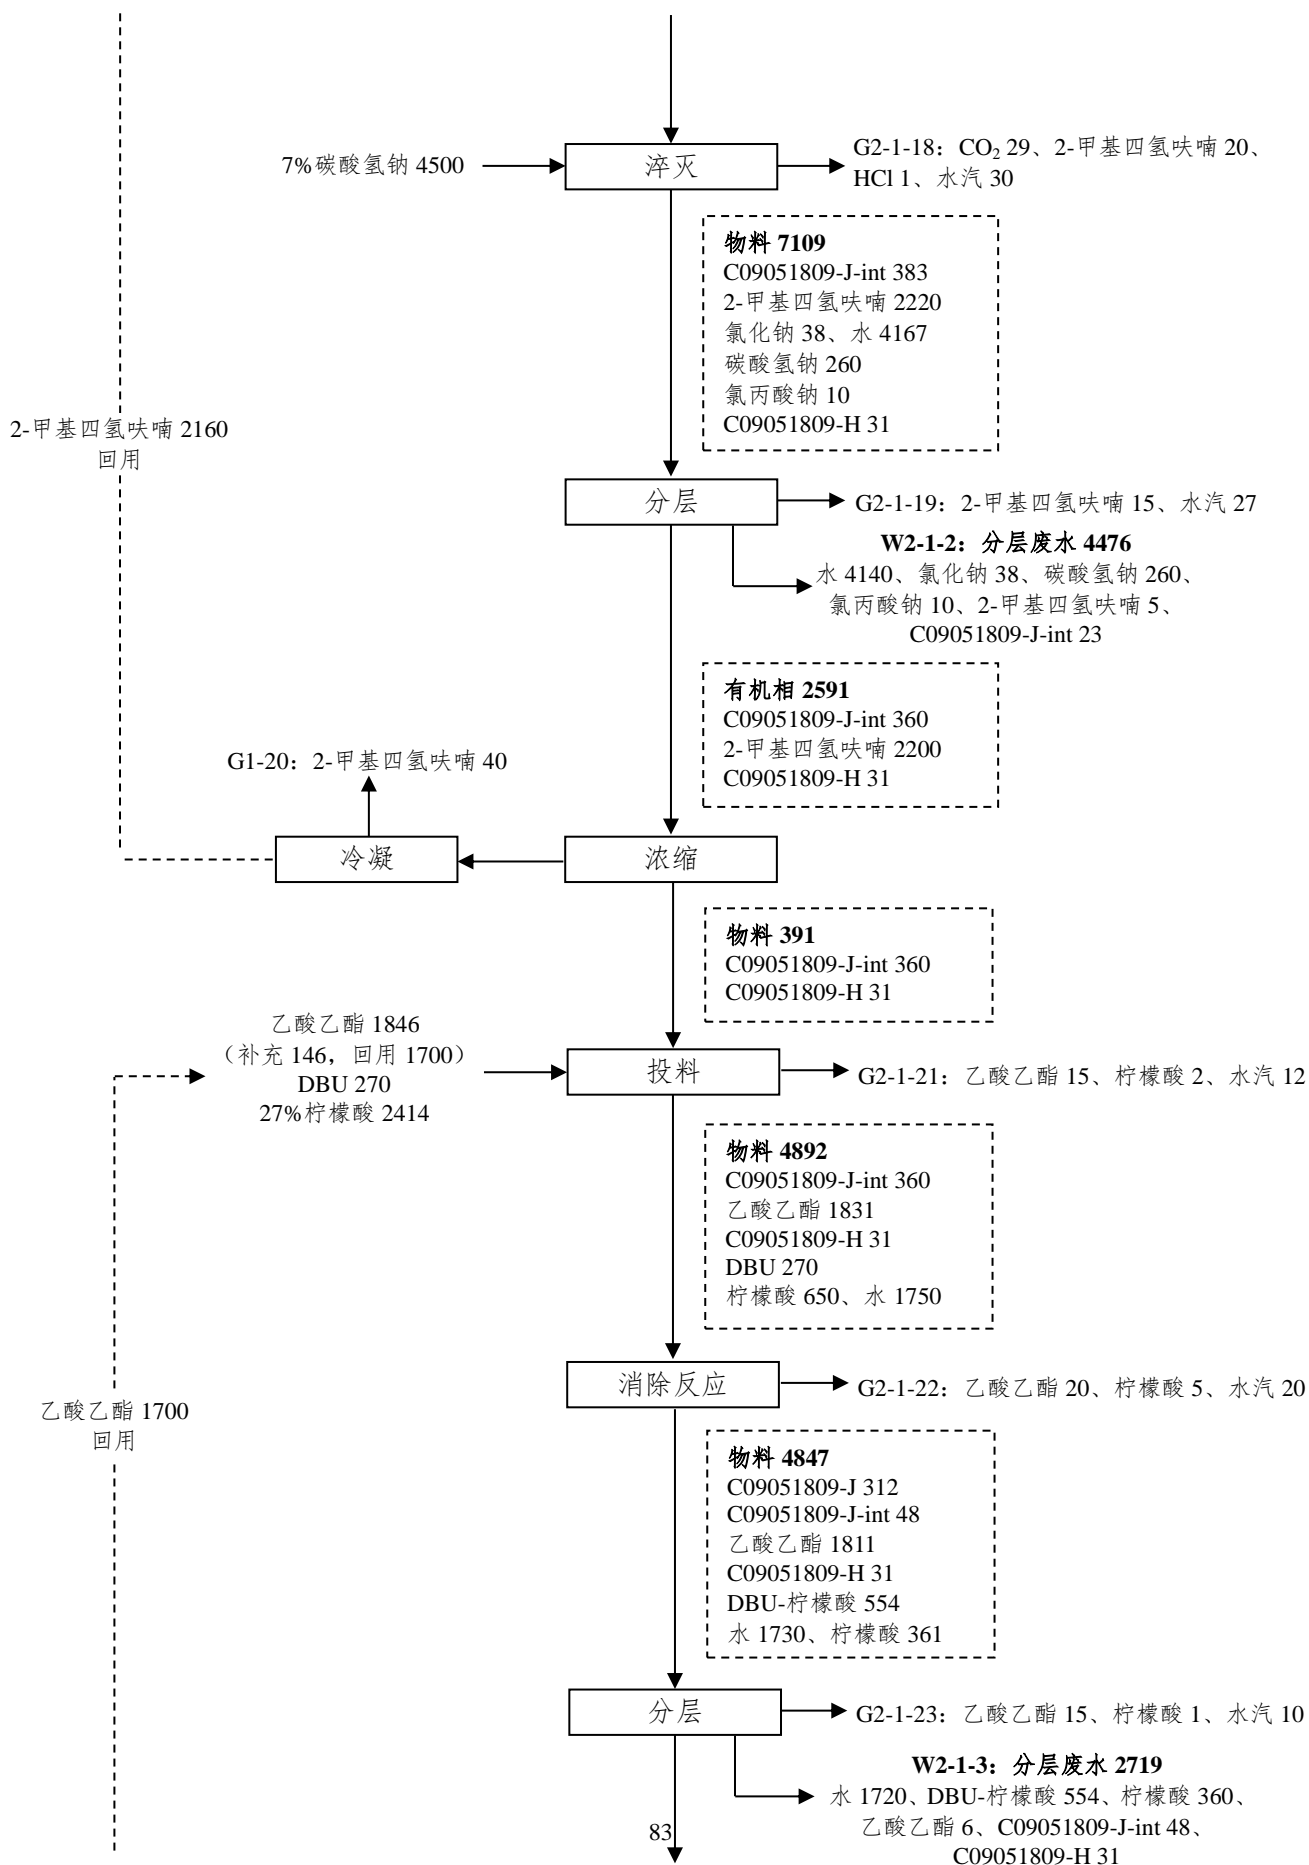 7%碳酸氢钠 4500
淬灭
G2-1-18：CO₂ 29、2-甲基四氢呋喃 20、
HCl 1、水汽 30
物料 7109
C09051809-J-int 383
2-甲基四氢呋喃 2220
氯化钠 38、水 4167
碳酸氢钠 260
氯丙酸钠 10
C09051809-H 31
2-甲基四氢呋喃 2160
回用
分层
G2-1-19：2-甲基四氢呋喃 15、水汽 27
W2-1-2：分层废水 4476
水 4140、氯化钠 38、碳酸氢钠 260、
氯丙酸钠 10、2-甲基四氢呋喃 5、
C09051809-J-int 23
有机相 2591
C09051809-J-int 360
2-甲基四氢呋喃 2200
C09051809-H 31
G1-20：2-甲基四氢呋喃 40
冷凝
浓缩
物料 391
C09051809-J-int 360
C09051809-H 31
乙酸乙酯 1846
（补充 146，回用 1700）
DBU 270
27%柠檬酸 2414
投料
G2-1-21：乙酸乙酯 15、柠檬酸 2、水汽 12
物料 4892
C09051809-J-int 360
乙酸乙酯 1831
C09051809-H 31
DBU 270
柠檬酸 650、水 1750
消除反应
G2-1-22：乙酸乙酯 20、柠檬酸 5、水汽 20
乙酸乙酯 1700
回用
物料 4847
C09051809-J 312
C09051809-J-int 48
乙酸乙酯 1811
C09051809-H 31
DBU-柠檬酸 554
水 1730、柠檬酸 361
分层
G2-1-23：乙酸乙酯 15、柠檬酸 1、水汽 10
W2-1-3：分层废水 2719
水 1720、DBU-柠檬酸 554、柠檬酸 360、
乙酸乙酯 6、C09051809-J-int 48、
C09051809-H 31
83